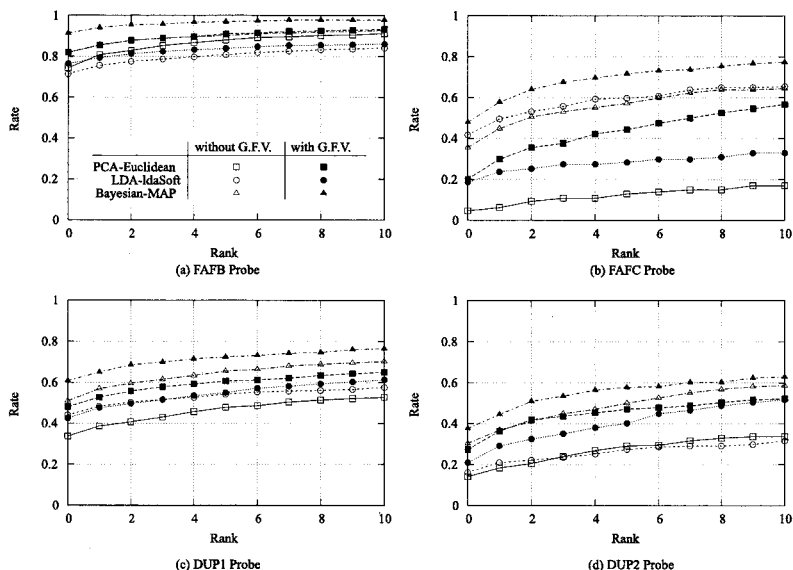 1
0.8
0.6
0.4
0.2
0
Rate
without G.F.V. with G.F.V.
PCA-Euclidean
LDA-ldaSoft
Bayesian-MAP
0 2 4 6 8 10
Rank
(a) FAFB Probe
1
0.8
0.6
0.4
0.2
0
Rate
0 2 4 6 8 10
Rank
(b) FAFC Probe
1
0.8
0.6
0.4
0.2
0
Rate
0 2 4 6 8 10
Rank
(c) DUP1 Probe
1
0.8
0.6
0.4
0.2
0
Rate
0 2 4 6 8 10
Rank
(d) DUP2 Probe